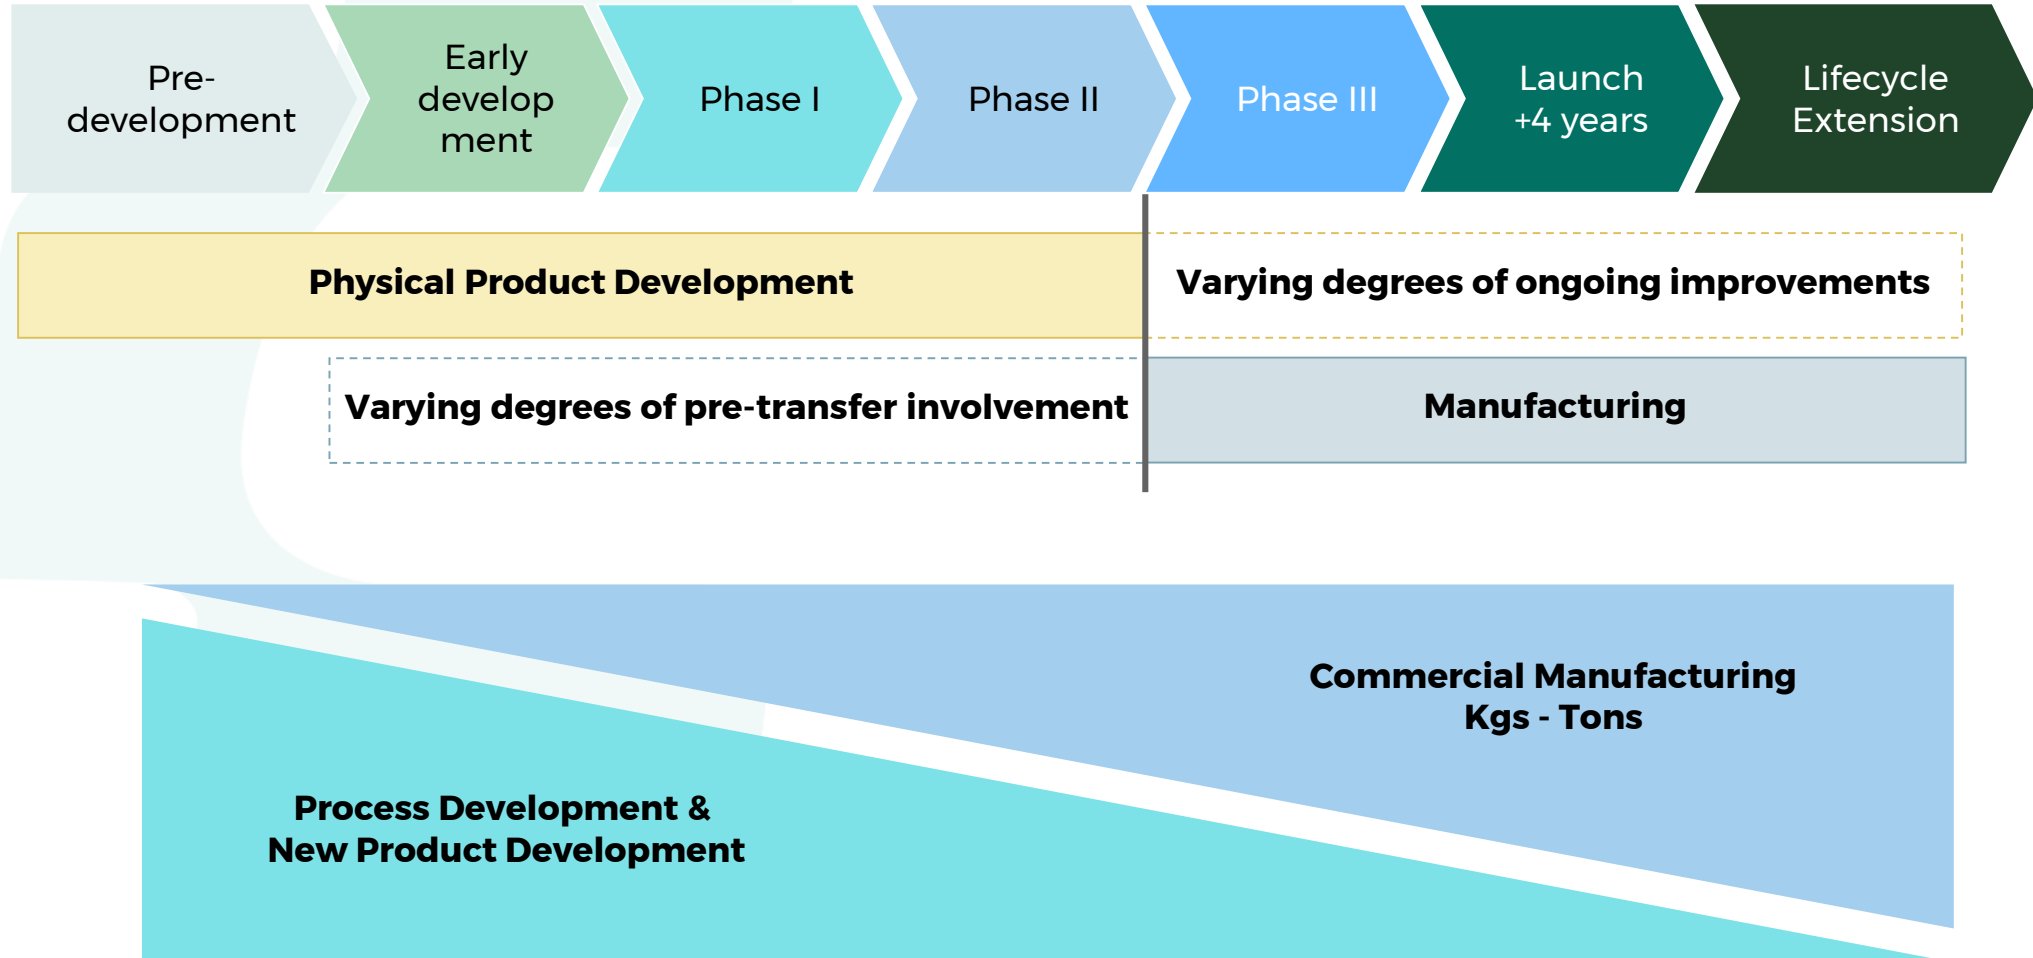 Pre-
development
Early
develop
ment
Phase I
Phase II
Phase III
Launch
+4 years
Lifecycle
Extension
Physical Product Development
Varying degrees of ongoing improvements
Varying degrees of pre-transfer involvement
Manufacturing
Commercial Manufacturing
Kgs - Tons
Process Development &
New Product Development